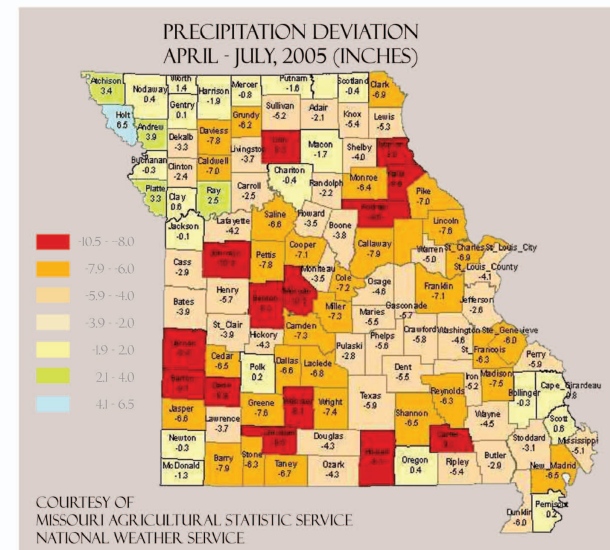 PRECIPITATION DEVIATION
APRIL - JULY, 2005 (INCHES)
Atchison
3.4
Nodaway
0.4
Worth
1.4
Harrison
-1.9
Mercer
-0.8
Putnam
-1.6
Scotland
-0.4
Clark
-6.9
Holt
6.5
Gentry
0.1
Sullivan
-5.2
Adair
-2.1
Knox
-5.4
Lewis
-5.3
Andrew
3.9
Dekalb
-3.3
Daviess
-7.8
Grundy
-6.2
Macon
-1.7
Shelby
-4.0
Buchanan
-0.3
Clinton
-2.4
Caldwell
-7.0
Livingston
-3.7
Chariton
-0.4
Randolph
-2.2
Monroe
-6.4
Pike
-7.0
Platte
3.3
Clay
0.6
Ray
2.5
Carroll
-2.5
Lincoln
-7.6
Jackson
-0.1
Lafayette
-4.2
Saline
-6.6
Howard
-3.5
Boone
-3.8
Callaway
-7.9
Warren
-5.8
St_Charles
-6.9
St_Louis_City
St_Louis_County
-4.1
Cass
-2.9
Pettis
-7.8
Cooper
-7.1
Moniteau
-3.5
Cole
-7.2
Osage
-4.6
Gasconade
-5.7
Franklin
-7.1
Jefferson
-2.6
Henry
-5.7
Bates
-3.9
Miller
-7.3
Maries
-5.5
St_Clair
-3.9
Hickory
-4.3
Camden
-7.3
Pulaski
-2.8
Phelps
-5.6
Crawford
-5.8
Washington
-4.6
Ste_Genevieve
-6.0
St_Francois
-6.3
Perry
-5.9
Cedar
-6.5
Polk
0.2
Dallas
-6.6
Laclede
-6.8
Dent
-5.5
Iron
-5.2
Madison
-7.5
Reynolds
-6.3
Bollinger
-0.3
Cape_Girardeau
Jasper
-6.6
Lawrence
-3.7
Greene
-7.6
Wright
-7.4
Texas
-5.9
Shannon
-6.5
Wayne
-4.5
Scott
0.6
Stoddard
-3.1
Mississippi
-5.1
Newton
-0.3
McDonald
-1.3
Barry
-7.9
Stone
-6.3
Taney
-6.7
Douglas
-4.3
Ozark
-4.3
Oregon
0.4
Ripley
-5.4
Butler
-2.9
New_Madrid
-6.5
Dunklin
-6.0
0.2
-10.5 - -8.0
-7.9 - -6.0
-5.9 - -4.0
-3.9 - -2.0
-1.9 - 2.0
2.1 - 4.0
4.1 - 6.5
COURTESY OF
MISSOURI AGRICULTURAL STATISTIC SERVICE
NATIONAL WEATHER SERVICE